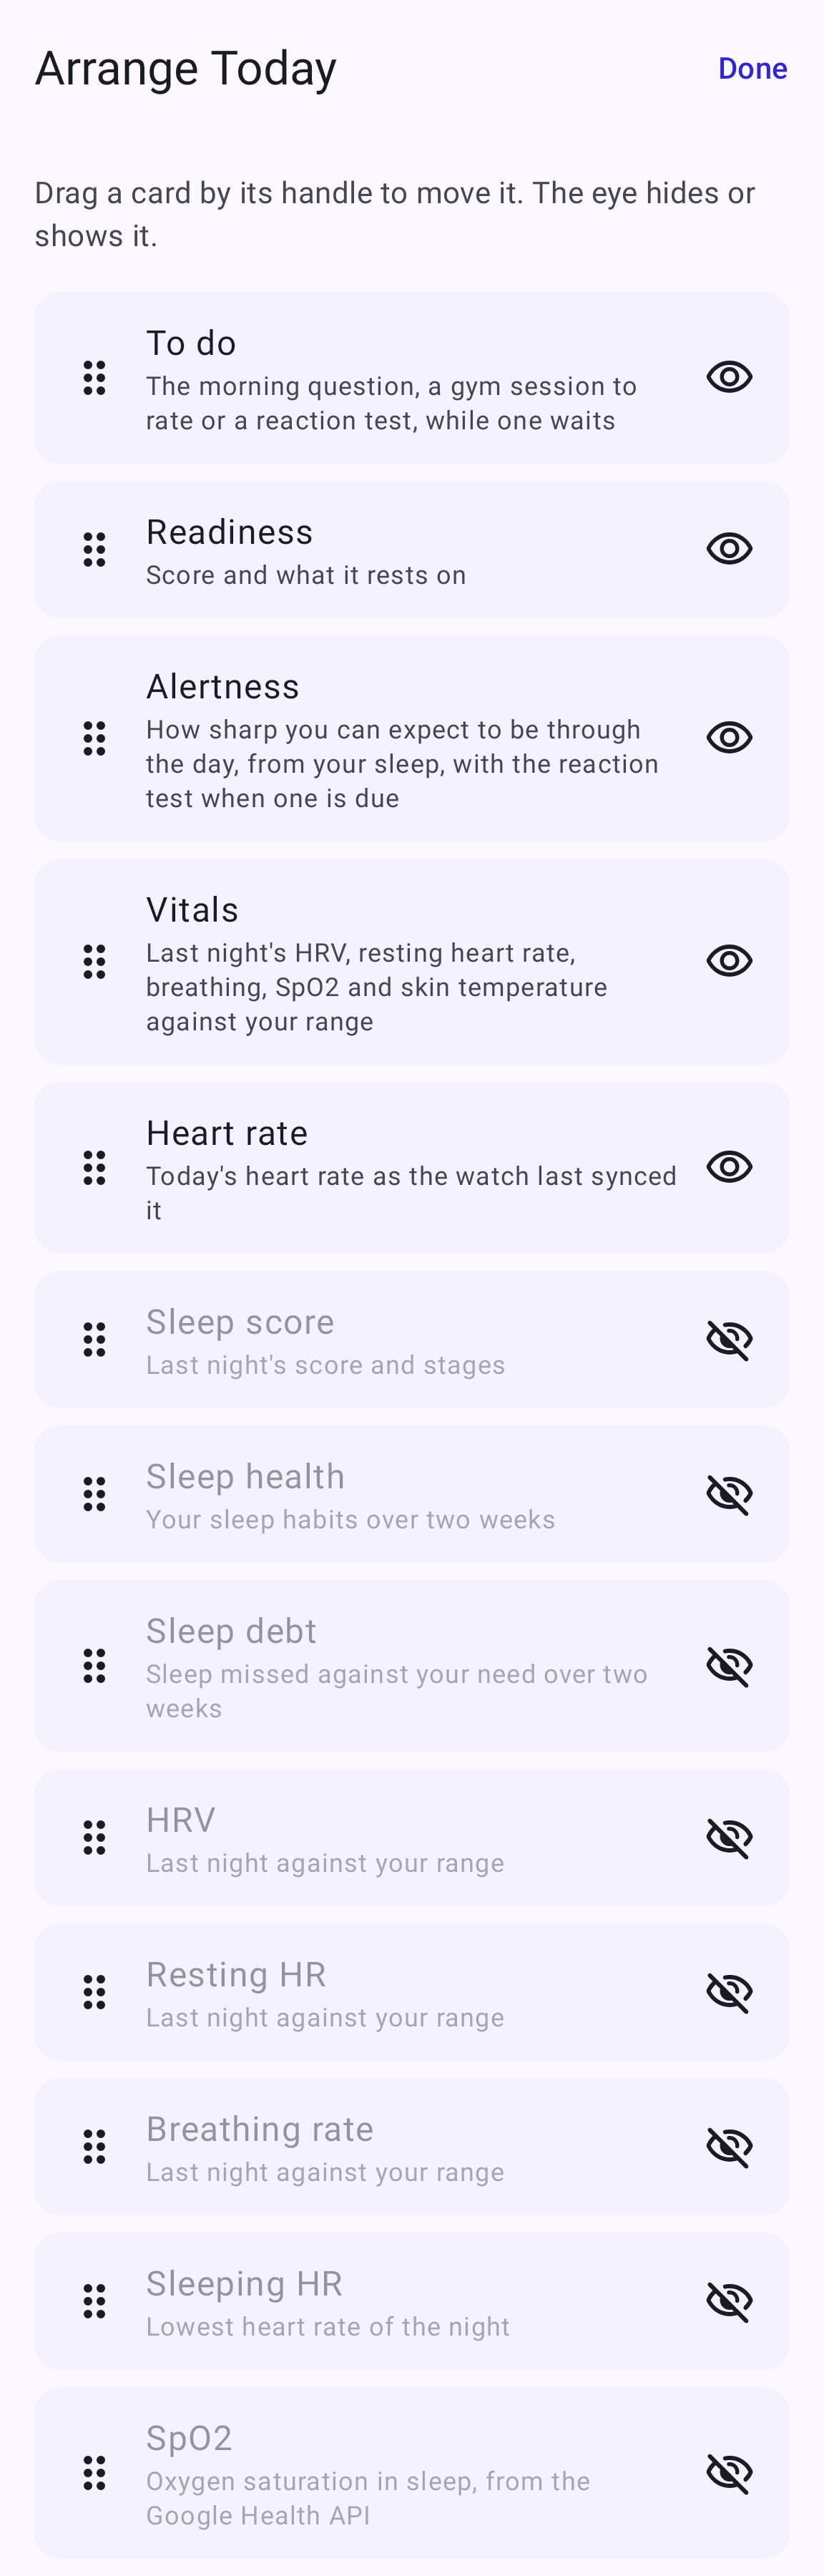 Arrange Today
Done
Drag a card by its handle to move it. The eye hides or
shows it.
To do
The morning question, a gym session to
rate or a reaction test, while one waits
Readiness
Score and what it rests on
Alertness
How sharp you can expect to be through
the day, from your sleep, with the reaction
test when one is due
Vitals
Last night's HRV, resting heart rate,
breathing, SpO2 and skin temperature
against your range
Heart rate
Today's heart rate as the watch last synced
it
Sleep score
Last night's score and stages
Sleep health
Your sleep habits over two weeks
Sleep debt
Sleep missed against your need over two
weeks
HRV
Last night against your range
Resting HR
Last night against your range
Breathing rate
Last night against your range
Sleeping HR
Lowest heart rate of the night
SpO2
Oxygen saturation in sleep, from the
Google Health API